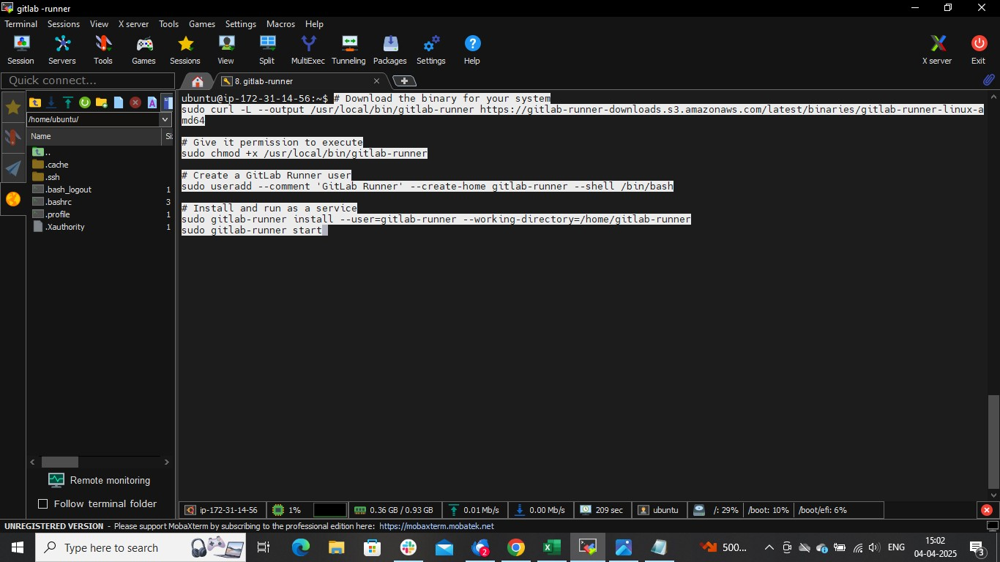 gitlab -runner
Terminal Sessions View X server Tools Games Settings Macros Help
Session Servers Tools Games Sessions View Split MultiExec Tunneling Packages Settings Help X server Exit
Quick connect...
8. gitlab-runner
/home/ubuntu/
Name Si
..
.cache
.ssh
.bash_logout 1
.bashrc 3
.profile 1
.Xauthority 1
ubuntu@ip-172-31-14-56:~$ # Download the binary for your system
sudo curl -L --output /usr/local/bin/gitlab-runner https://gitlab-runner-downloads.s3.amazonaws.com/latest/binaries/gitlab-runner-linux-a
md64
# Give it permission to execute
sudo chmod +x /usr/local/bin/gitlab-runner
# Create a GitLab Runner user
sudo useradd --comment 'GitLab Runner' --create-home gitlab-runner --shell /bin/bash
# Install and run as a service
sudo gitlab-runner install --user=gitlab-runner --working-directory=/home/gitlab-runner
sudo gitlab-runner start
Remote monitoring
Follow terminal folder
ip-172-31-14-56 1% 0.36 GB / 0.93 GB 0.01 Mb/s 0.00 Mb/s 209 sec ubuntu /: 29% /boot: 10% /boot/efi: 6%
UNREGISTERED VERSION - Please support MobaXterm by subscribing to the professional edition here: https://mobaxterm.mobatek.net
Type here to search
2
500...
ENG
15:02
04-04-2025
3